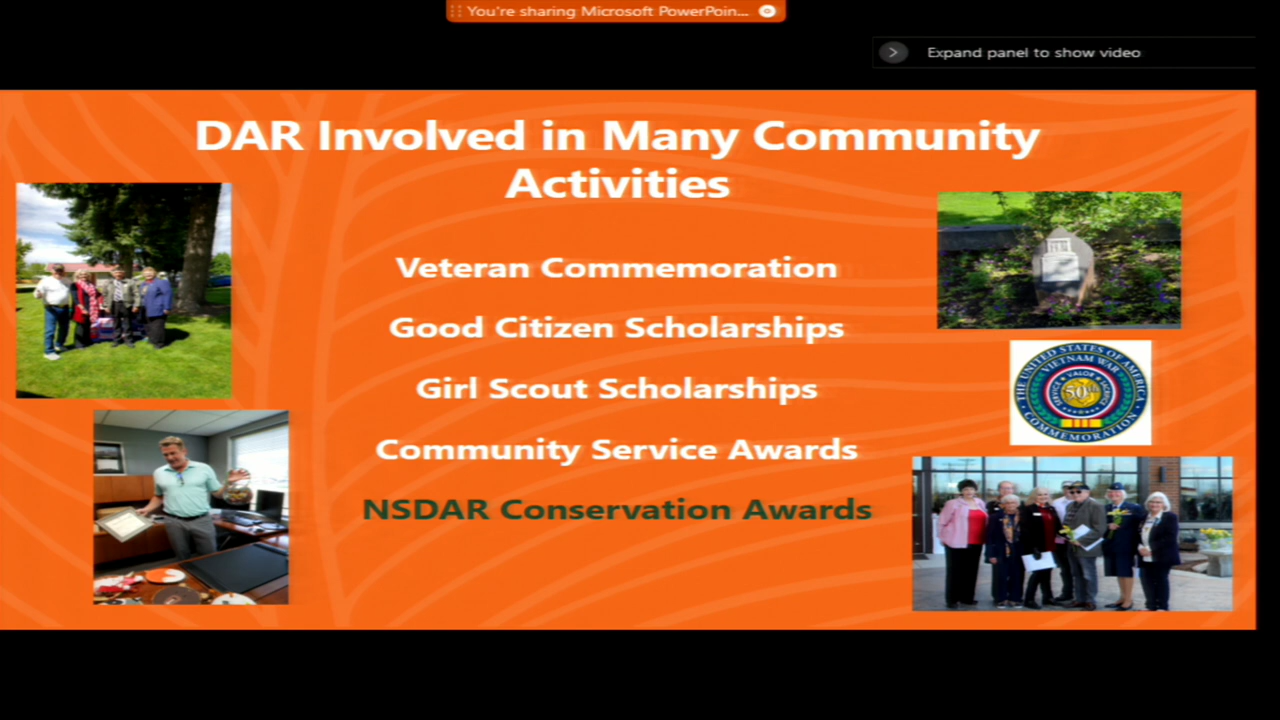 You're sharing Microsoft PowerPoin...
Expand panel to show video
DAR Involved in Many Community
Activities
Veteran Commemoration
Good Citizen Scholarships
Girl Scout Scholarships
Community Service Awards
NSDAR Conservation Awards
THE UNITED STATES OF AMERICA
VIETNAM WAR
SERVICE VALOR
50TH
COMMEMORATION